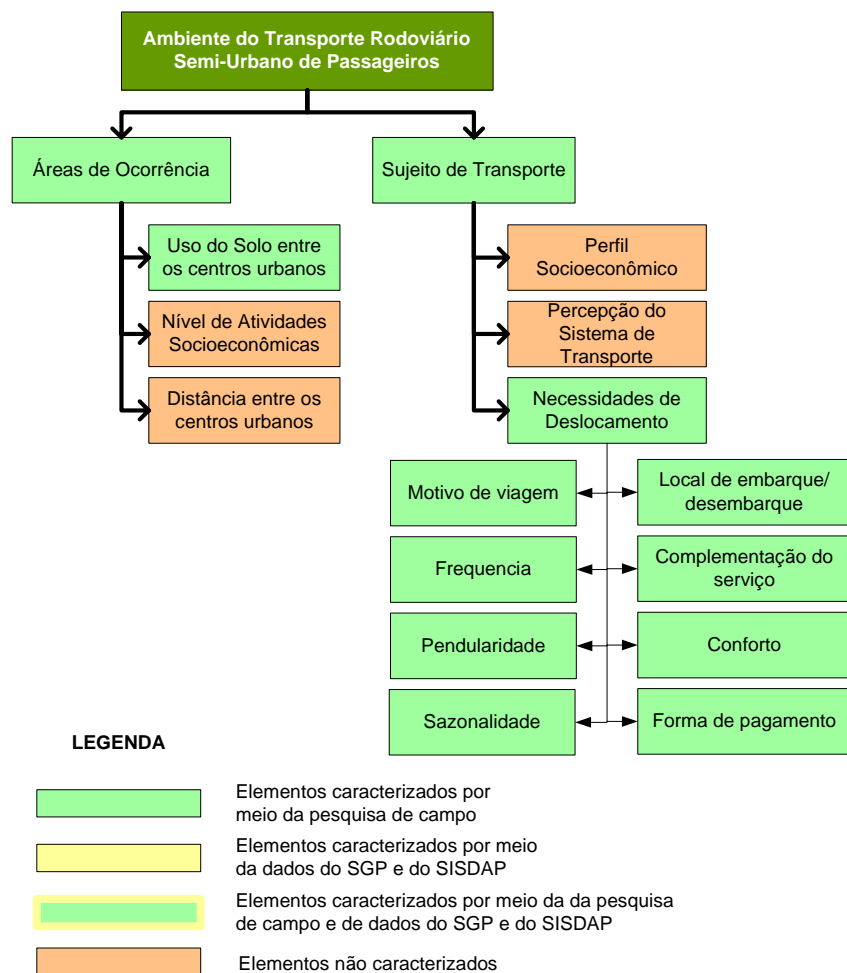 Ambiente do Transporte Rodoviário
Semi-Urbano de Passageiros
Áreas de Ocorrência
Sujeito de Transporte
Uso do Solo entre
os centros urbanos
Nível de Atividades
Socioeconômicas
Distância entre os
centros urbanos
Perfil
Socioeconômico
Percepção do
Sistema de
Transporte
Necessidades de
Deslocamento
Motivo de viagem
Local de embarque/
desembarque
Frequencia
Complementação do
serviço
Pendularidade
Conforto
Sazonalidade
Forma de pagamento
LEGENDA
Elementos caracterizados por
meio da pesquisa de campo
Elementos caracterizados por meio
da dados do SGP e do SISDAP
Elementos caracterizados por meio da da pesquisa
de campo e de dados do SGP e do SISDAP
Elementos não caracterizados